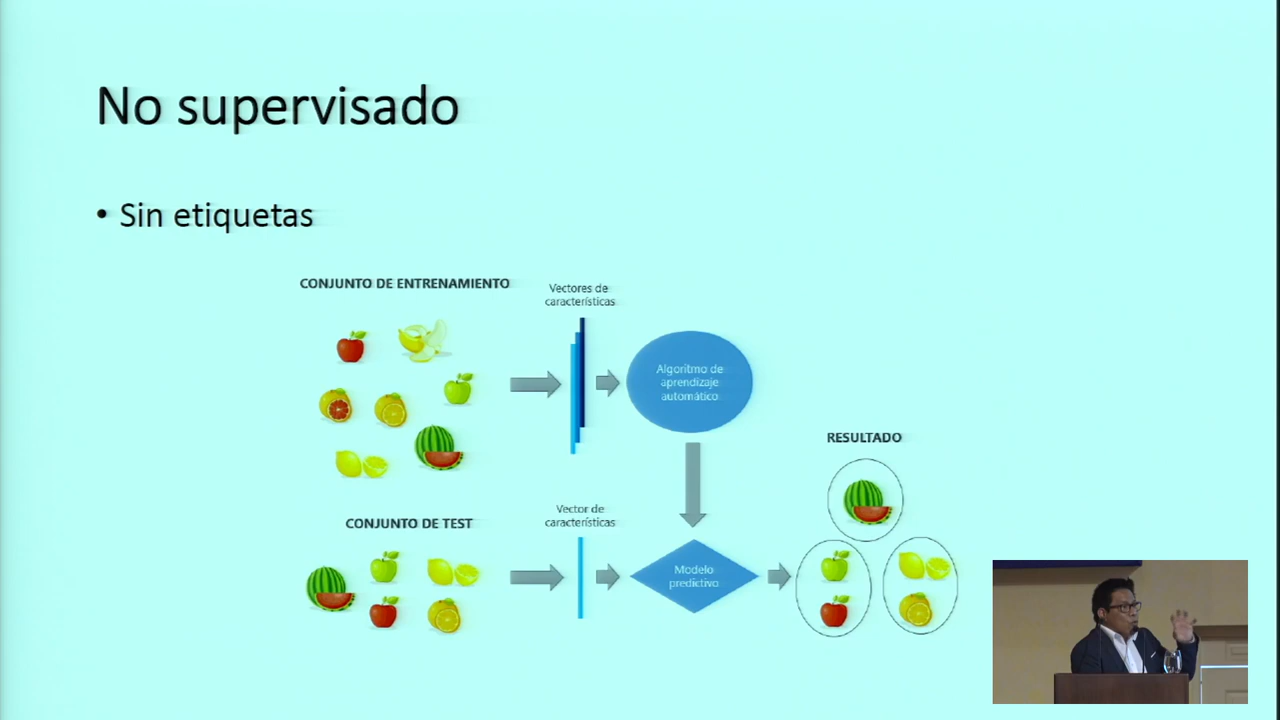 No supervisado
• Sin etiquetas
CONJUNTO DE ENTRENAMIENTO
Vectores de
características
Algoritmo de
aprendizaje
automático
RESULTADO
CONJUNTO DE TEST
Vector de
características
Modelo
predictivo